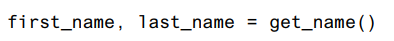 first_name, last_name = get_name()